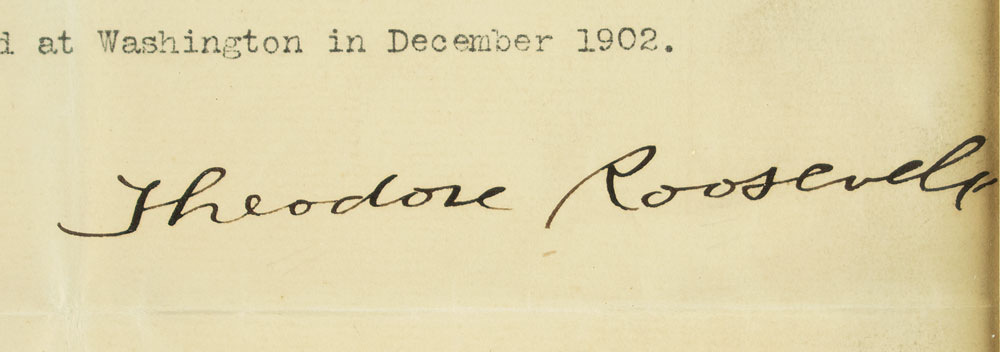 d at Washington in December 1902.
Theodore Roosevelt